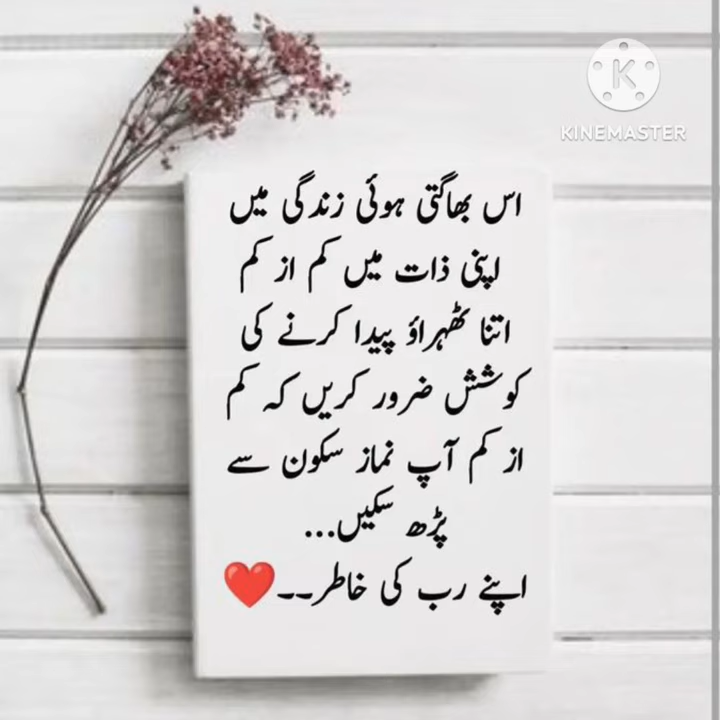 KINEMASTER
اس بھاگتی ہوئی زندگی میں
اپنی ذات میں کم از کم
اتنا ٹھہراؤ پیدا کرنے کی
کوشش ضرور کریں کہ کم
از کم آپ نماز سکون سے
پڑھ سکیں...
اپنے رب کی خاطر۔۔❤️